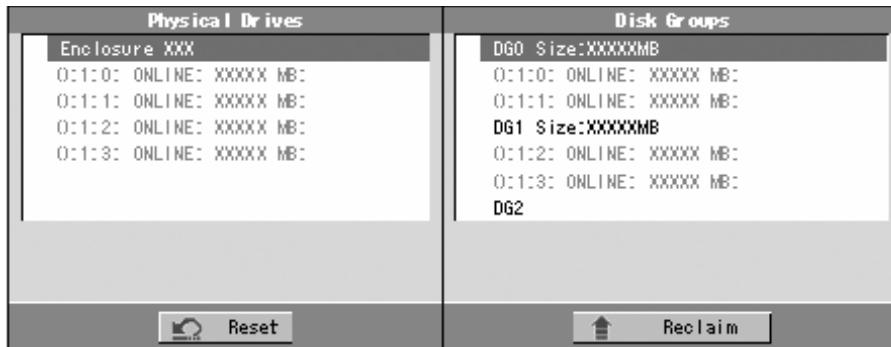 Physical Drives
Enclosure XXX
0:1:0: ONLINE: XXXXX MB:
0:1:1: ONLINE: XXXXX MB:
0:1:2: ONLINE: XXXXX MB:
0:1:3: ONLINE: XXXXX MB:
Reset
Disk Groups
DG0 Size:XXXXXMB
0:1:0: ONLINE: XXXXX MB:
0:1:1: ONLINE: XXXXX MB:
DG1 Size:XXXXXMB
0:1:2: ONLINE: XXXXX MB:
0:1:3: ONLINE: XXXXX MB:
DG2
Reclaim